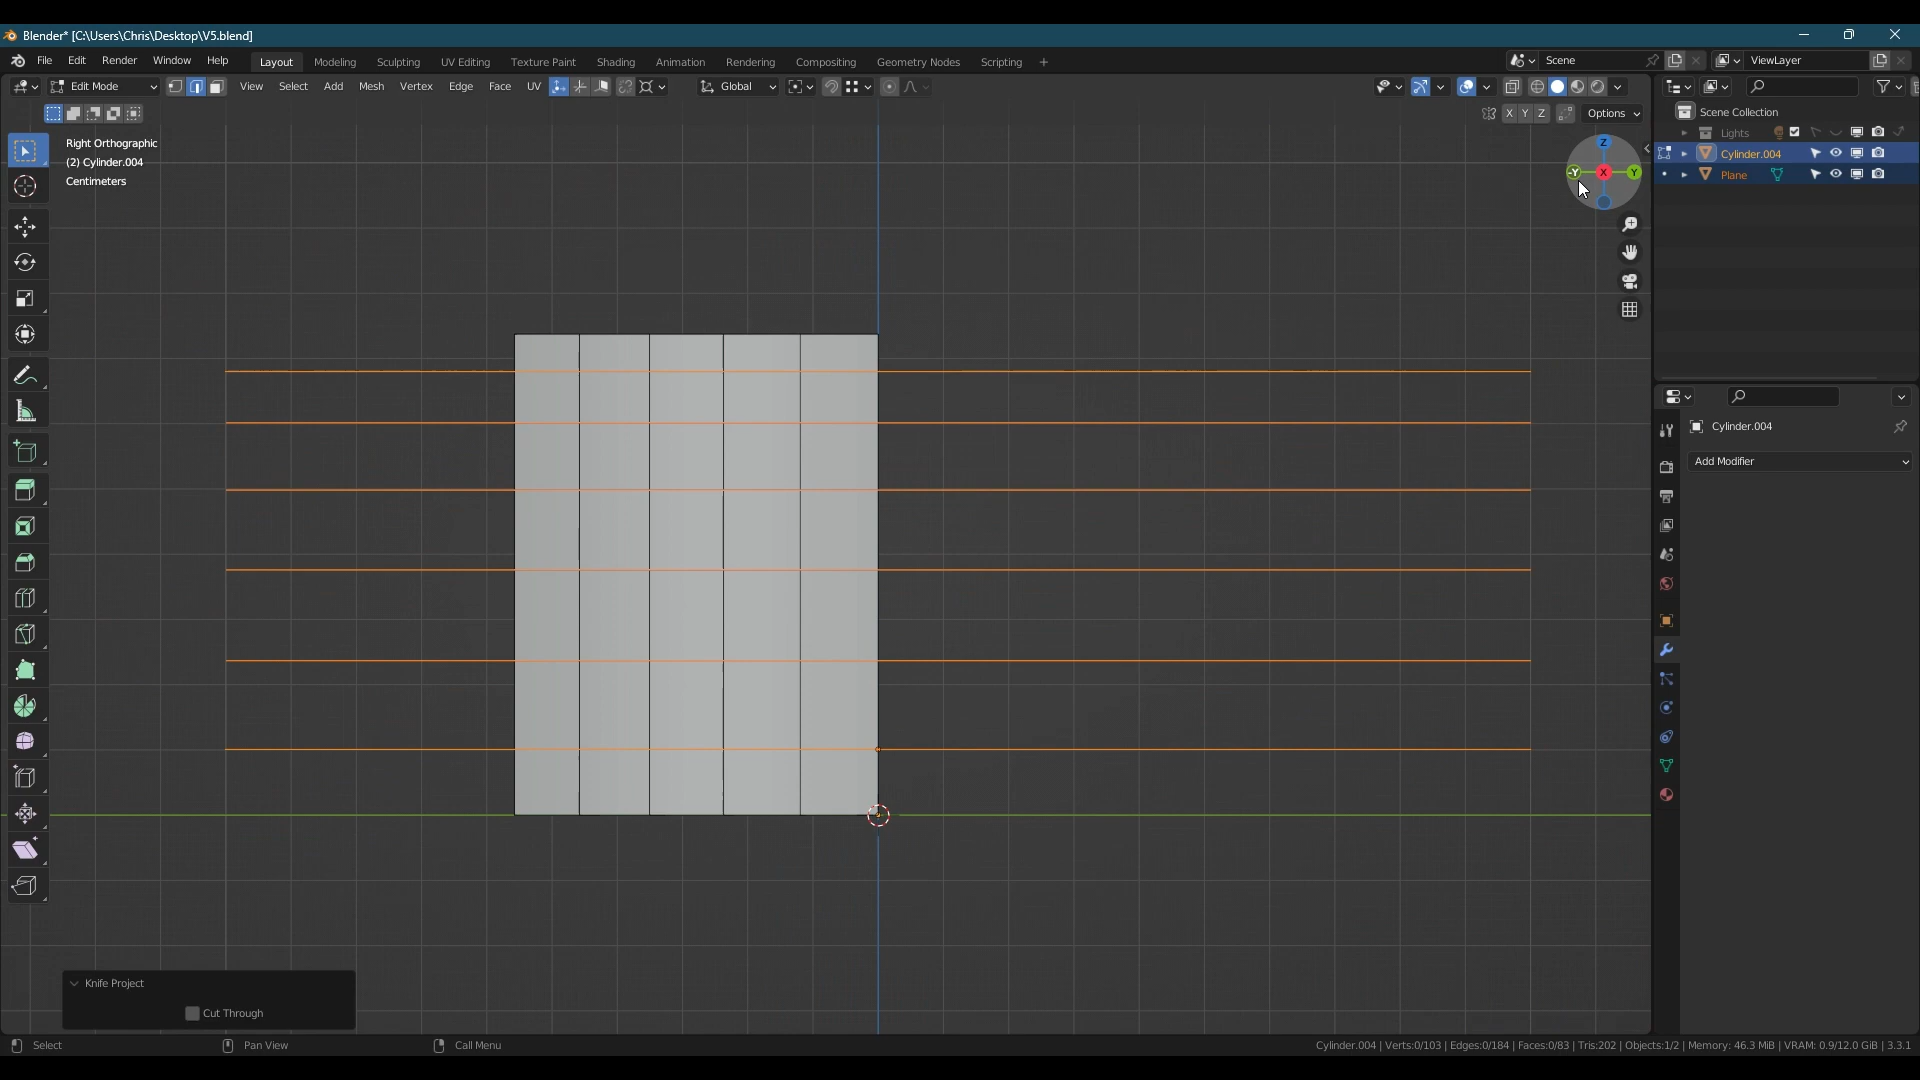 Blender* [C:\Users\Chris\Desktop\V5.blend]
File Edit Render Window Help Layout Modeling Sculpting UV Editing Texture Paint Shading Animation Rendering Compositing Geometry Nodes Scripting + Scene ViewLayer
Edit Mode View Select Add Mesh Vertex Edge Face UV Global
X Y Z Options
Scene Collection
Lights
Cylinder.004
Plane
Right Orthographic
(2) Cylinder.004
Centimeters
Z
-Y X Y
Cylinder.004
Add Modifier
Knife Project
Cut Through
Select Pan View Call Menu Cylinder.004 | Verts:0/103 | Edges:0/184 | Faces:0/83 | Tris:202 | Objects:1/2 | Memory: 46.3 MiB | VRAM: 0.9/12.0 GiB | 3.3.1